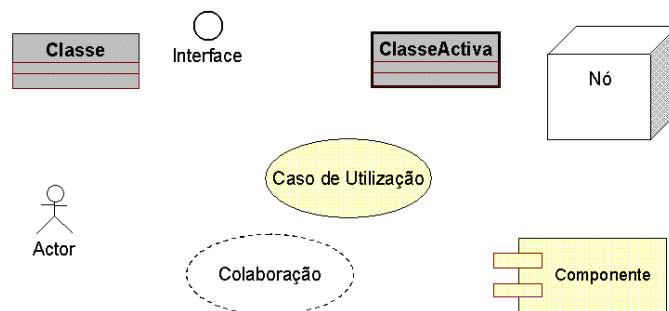 Classe
Interface
ClasseActiva
Nó
Caso de Utilização
Actor
Colaboração
Componente